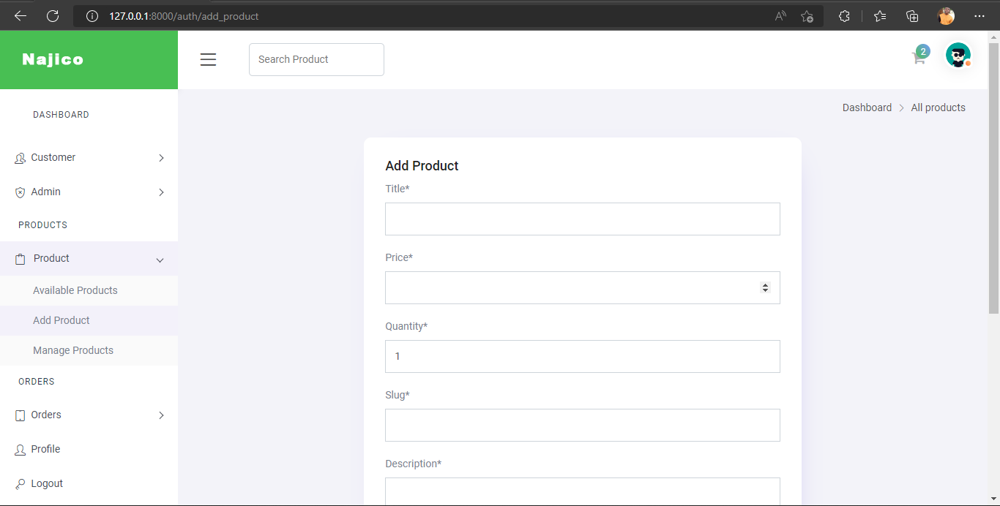 127.0.0.1:8000/auth/add_product
Najico
Search Product
2
DASHBOARD
Dashboard > All products
Customer
Admin
PRODUCTS
Product
Available Products
Add Product
Manage Products
ORDERS
Orders
Profile
Logout
Add Product
Title*
Price*
Quantity*
1
Slug*
Description*